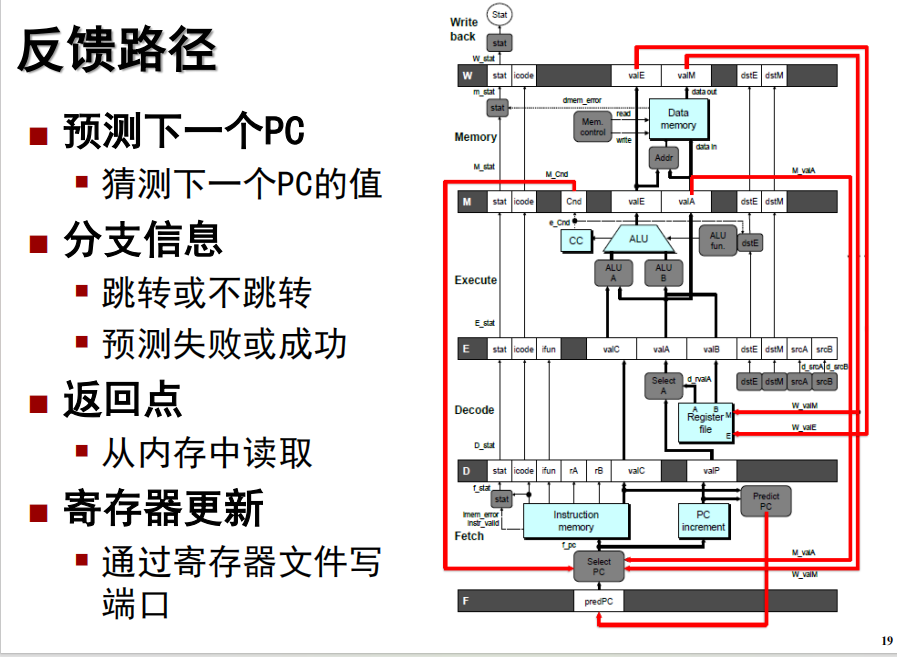 反馈路径
预测下一个PC
猜测下一个PC的值
分支信息
跳转或不跳转
预测失败或成功
返回点
从内存中读取
寄存器更新
通过寄存器文件写
端口
Write
back
Stat
stat
W_stat
W stat icode valE valM dstE dstM
m_stat
stat
dmem_error
data out
read
Mem.
control
write
Data
memory
Memory
Addr
data in
M_stat
M_Cnd
M_valA
M stat icode Cnd valE valA dstE dstM
e_Cnd
CC
ALU
ALU
fun.
dstE
ALU
A
ALU
B
Execute
E_stat
E stat icode ifun valC valA valB dstE dstM srcA srcB
d_srcA d_srcB
Select
A
d_rvalA
dstE dstM srcA srcB
Decode
A B
M
Register
file
E
W_valM
W_valE
D_stat
D stat icode ifun rA rB valC valP
f_stat
stat
imem_error
instr_valid
Instruction
memory
PC
increment
Predict
PC
Fetch
f_pc
Select
PC
M_valA
W_valM
F predPC
19